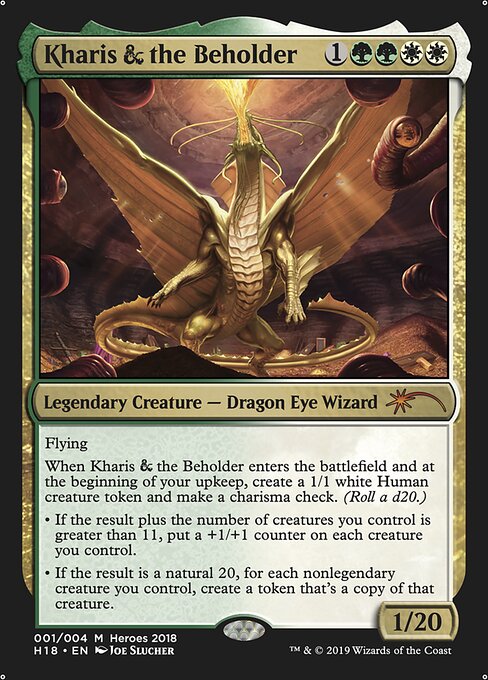 Kharis & the Beholder 1
Legendary Creature — Dragon Eye Wizard
Flying
When Kharis & the Beholder enters the battlefield and at
the beginning of your upkeep, create a 1/1 white Human
creature token and make a charisma check. (Roll a d20.)
• If the result plus the number of creatures you control is
greater than 11, put a +1/+1 counter on each creature
you control.
• If the result is a natural 20, for each nonlegendary
creature you control, create a token that's a copy of that
creature.
1/20
001/004 M Heroes 2018
H18 • EN Joe Slucher
™ & © 2019 Wizards of the Coast